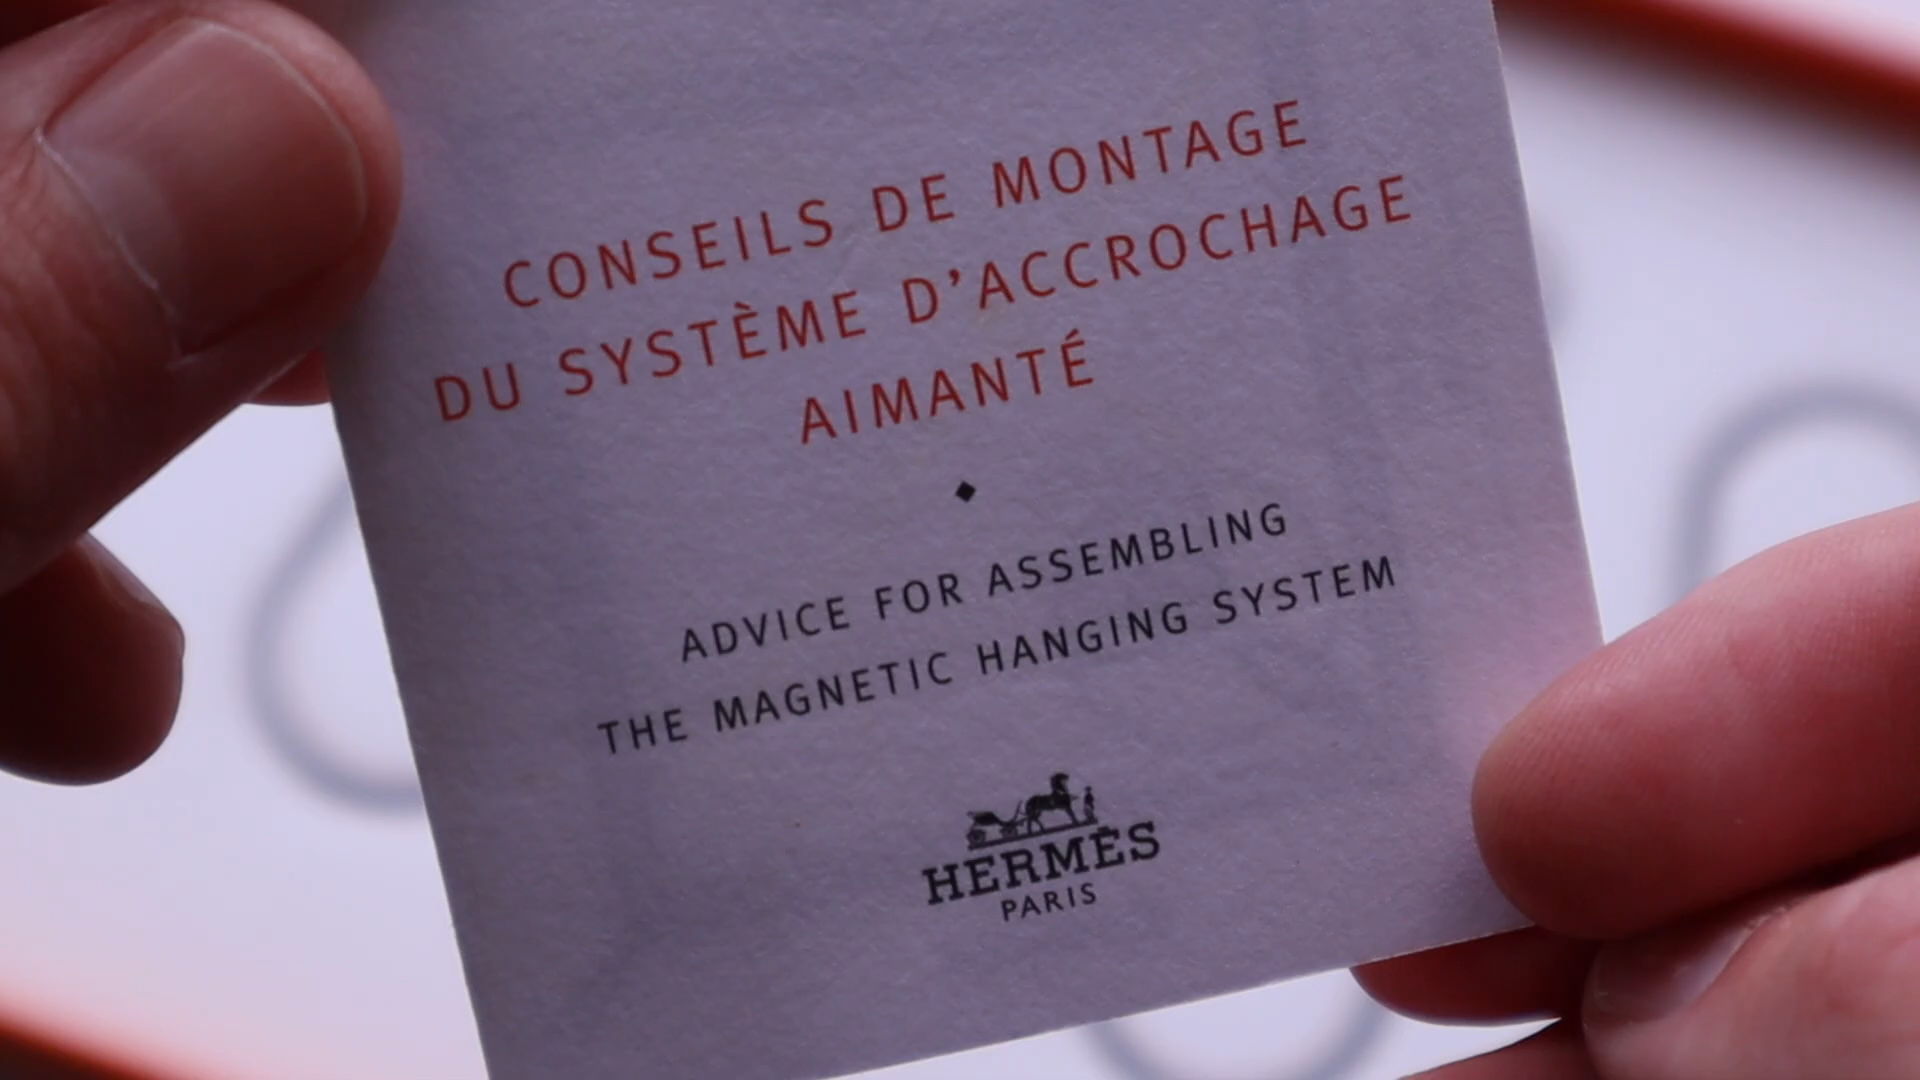 CONSEILS DE MONTAGE
DU SYSTÈME D’ACCROCHAGE
AIMANTÉ
ADVICE FOR ASSEMBLING
THE MAGNETIC HANGING SYSTEM
HERMÈS
PARIS